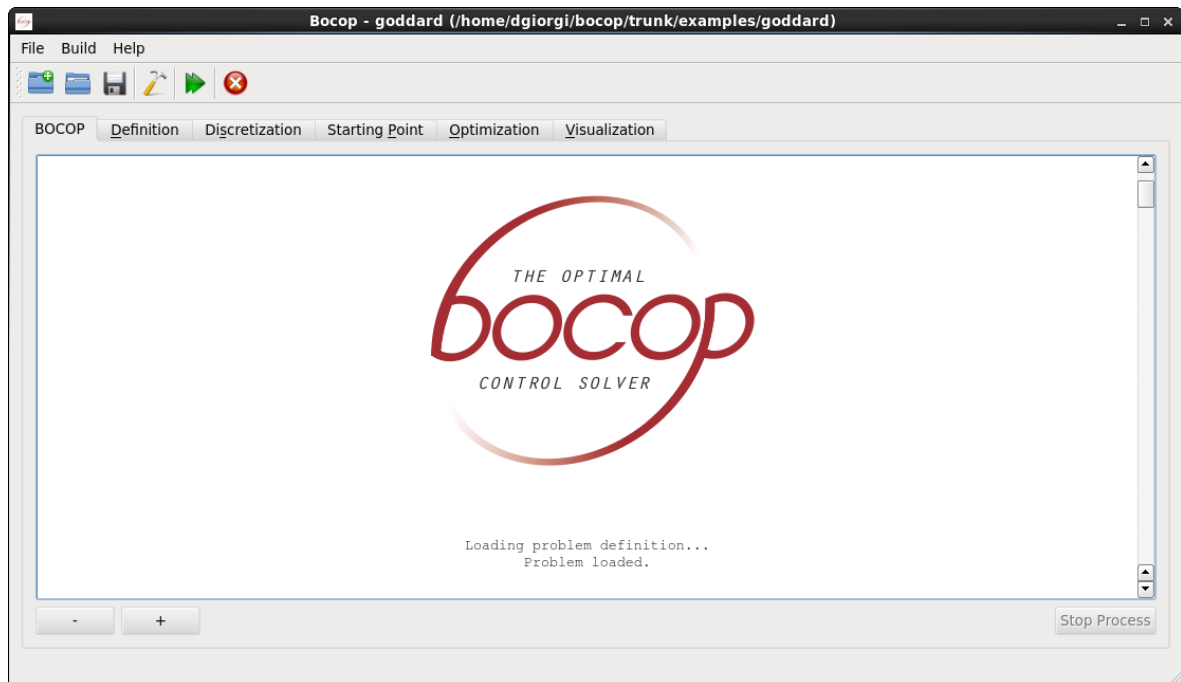 Bocop - goddard (/home/dgiorgi/bocop/trunk/examples/goddard)
File Build Help
BOCOP Definition Discretization Starting Point Optimization Visualization
THE OPTIMAL
bocop
CONTROL SOLVER
Loading problem definition...
Problem loaded.
- + Stop Process